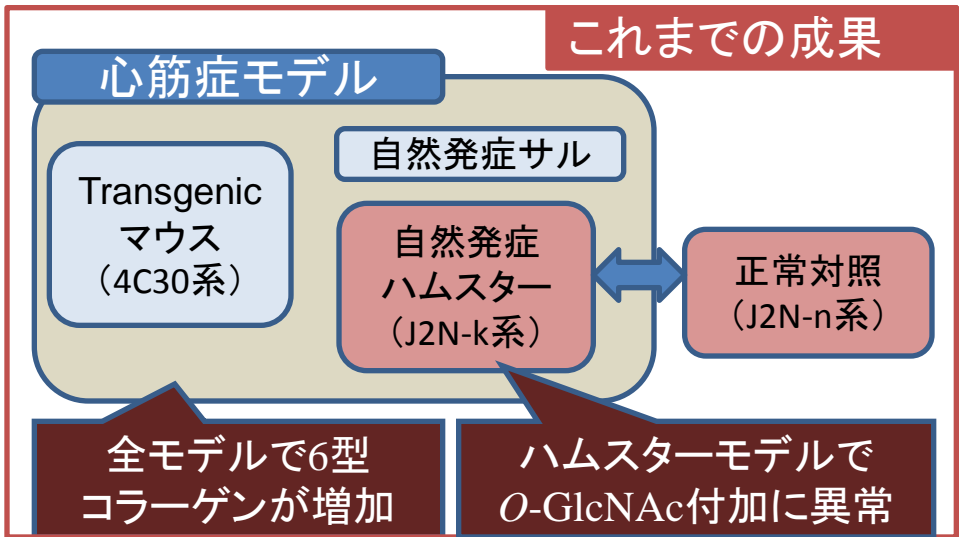 これまでの成果
心筋症モデル
Transgenic
マウス
（4C30系）
自然発症サル
自然発症
ハムスター
（J2N-k系）
正常対照
（J2N-n系）
全モデルで6型
コラーゲンが増加
ハムスターモデルで
O-GlcNAc付加に異常